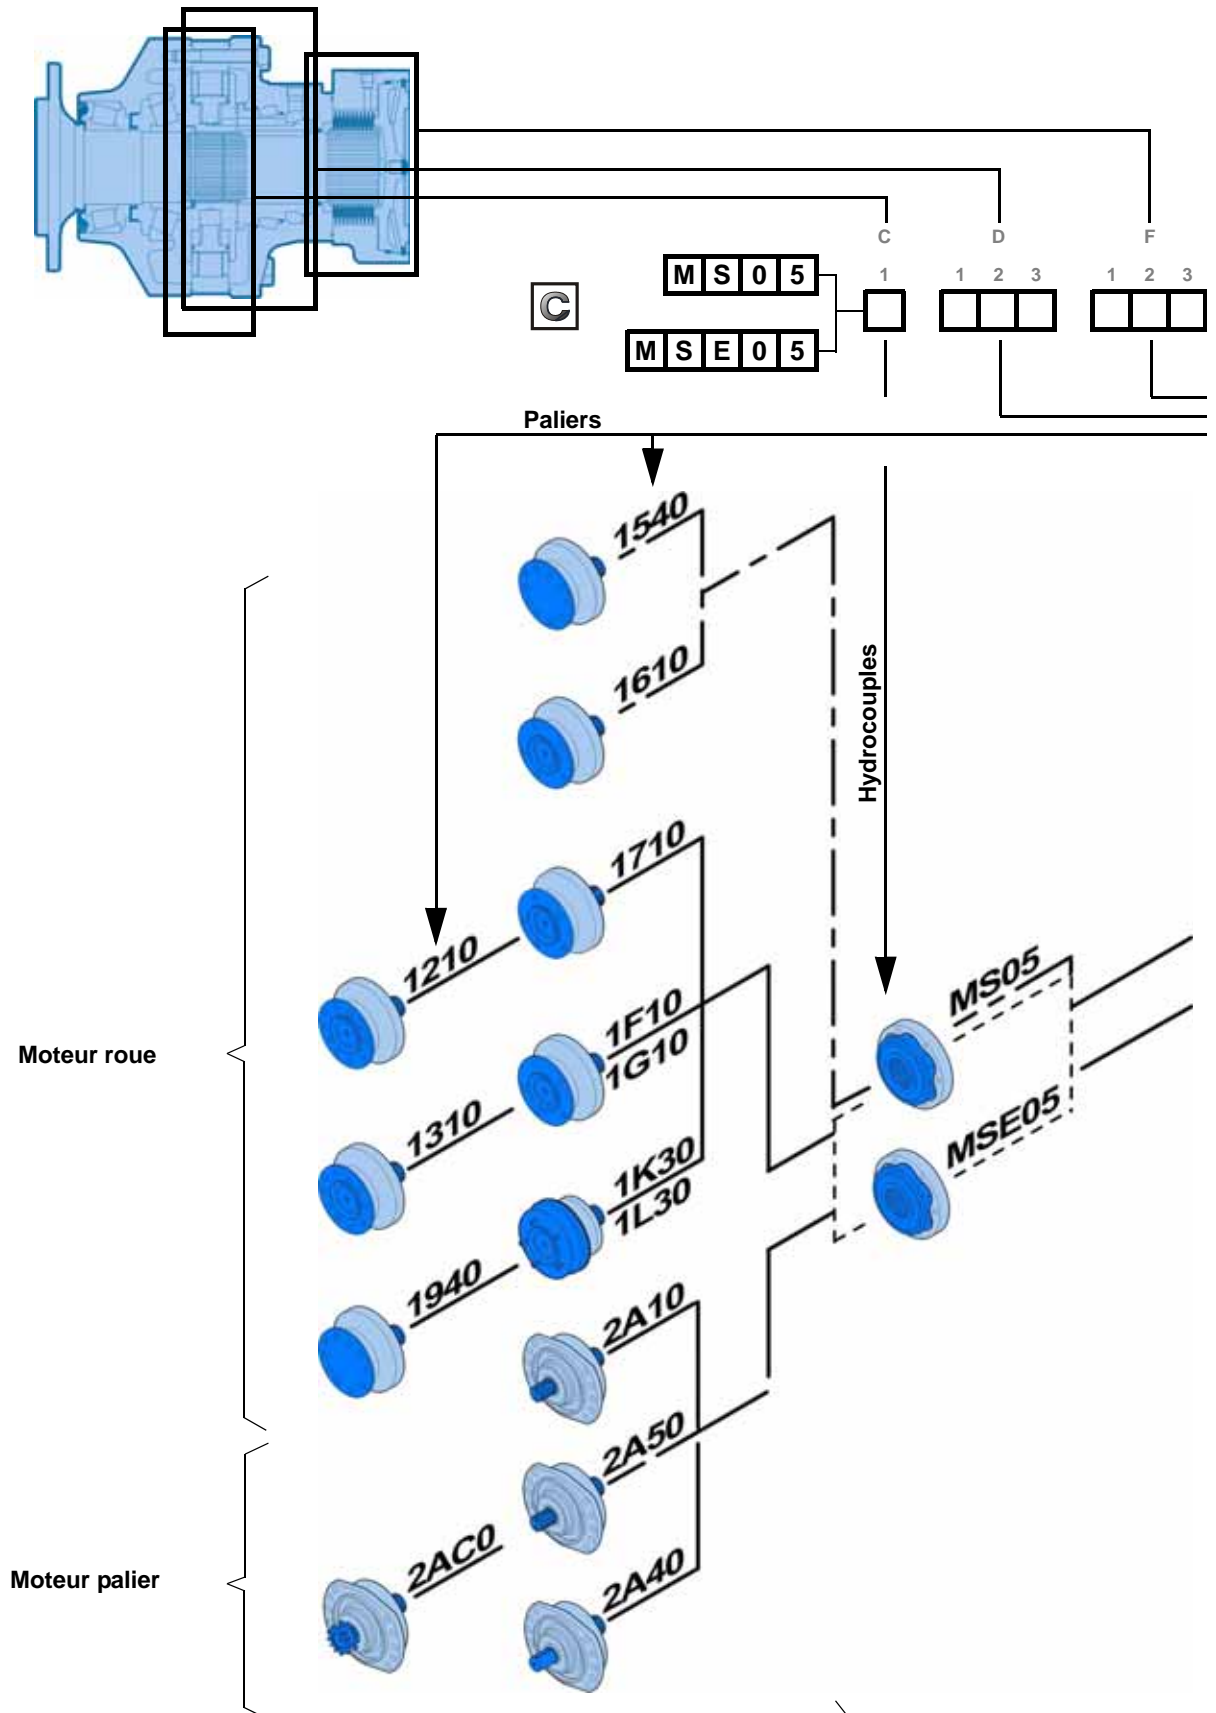 C D F
1 1 2 3 1 2 3
M S 0 5
C
M S E 0 5
Paliers
1540
1610
Hydrocouples
1710
1210
MS05
1F10
1G10
Moteur roue
1310
MSE05
1K30
1L30
1940
2A10
2A50
2AC0
2A40
Moteur palier